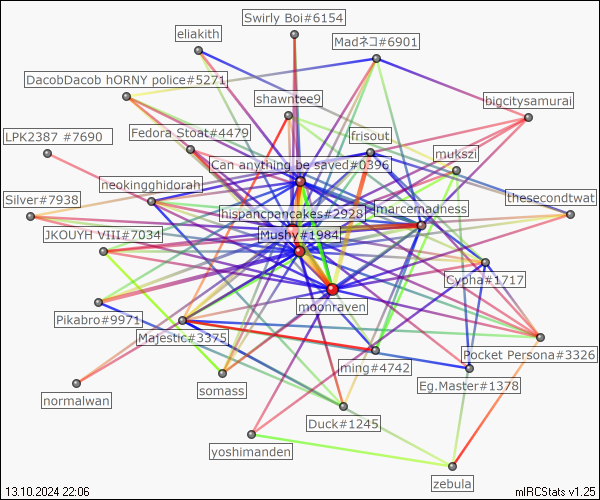 Swirly Boi#6154
eliakith
Madネコ#6901
DacobDacob hORNY police#5271
shawntee9
bigcitysamurai
LPK2387 #7690
Fedora Stoat#4479
frisout
mukszi
Can anything be saved#0396
neokingghidorah
thesecondtwat
Silver#7938
hispancpancakes#2928
marcemadness
JKOUYH VIII#7034
Mushy#1984
Cypha#1717
moonraven
Pikabro#9971
Majestic#3375
Pocket Persona#3326
ming#4742
Eg.Master#1378
somass
normalwan
Duck#1245
yoshimanden
zebula
13.10.2024 22:06
mIRCStats v1.25